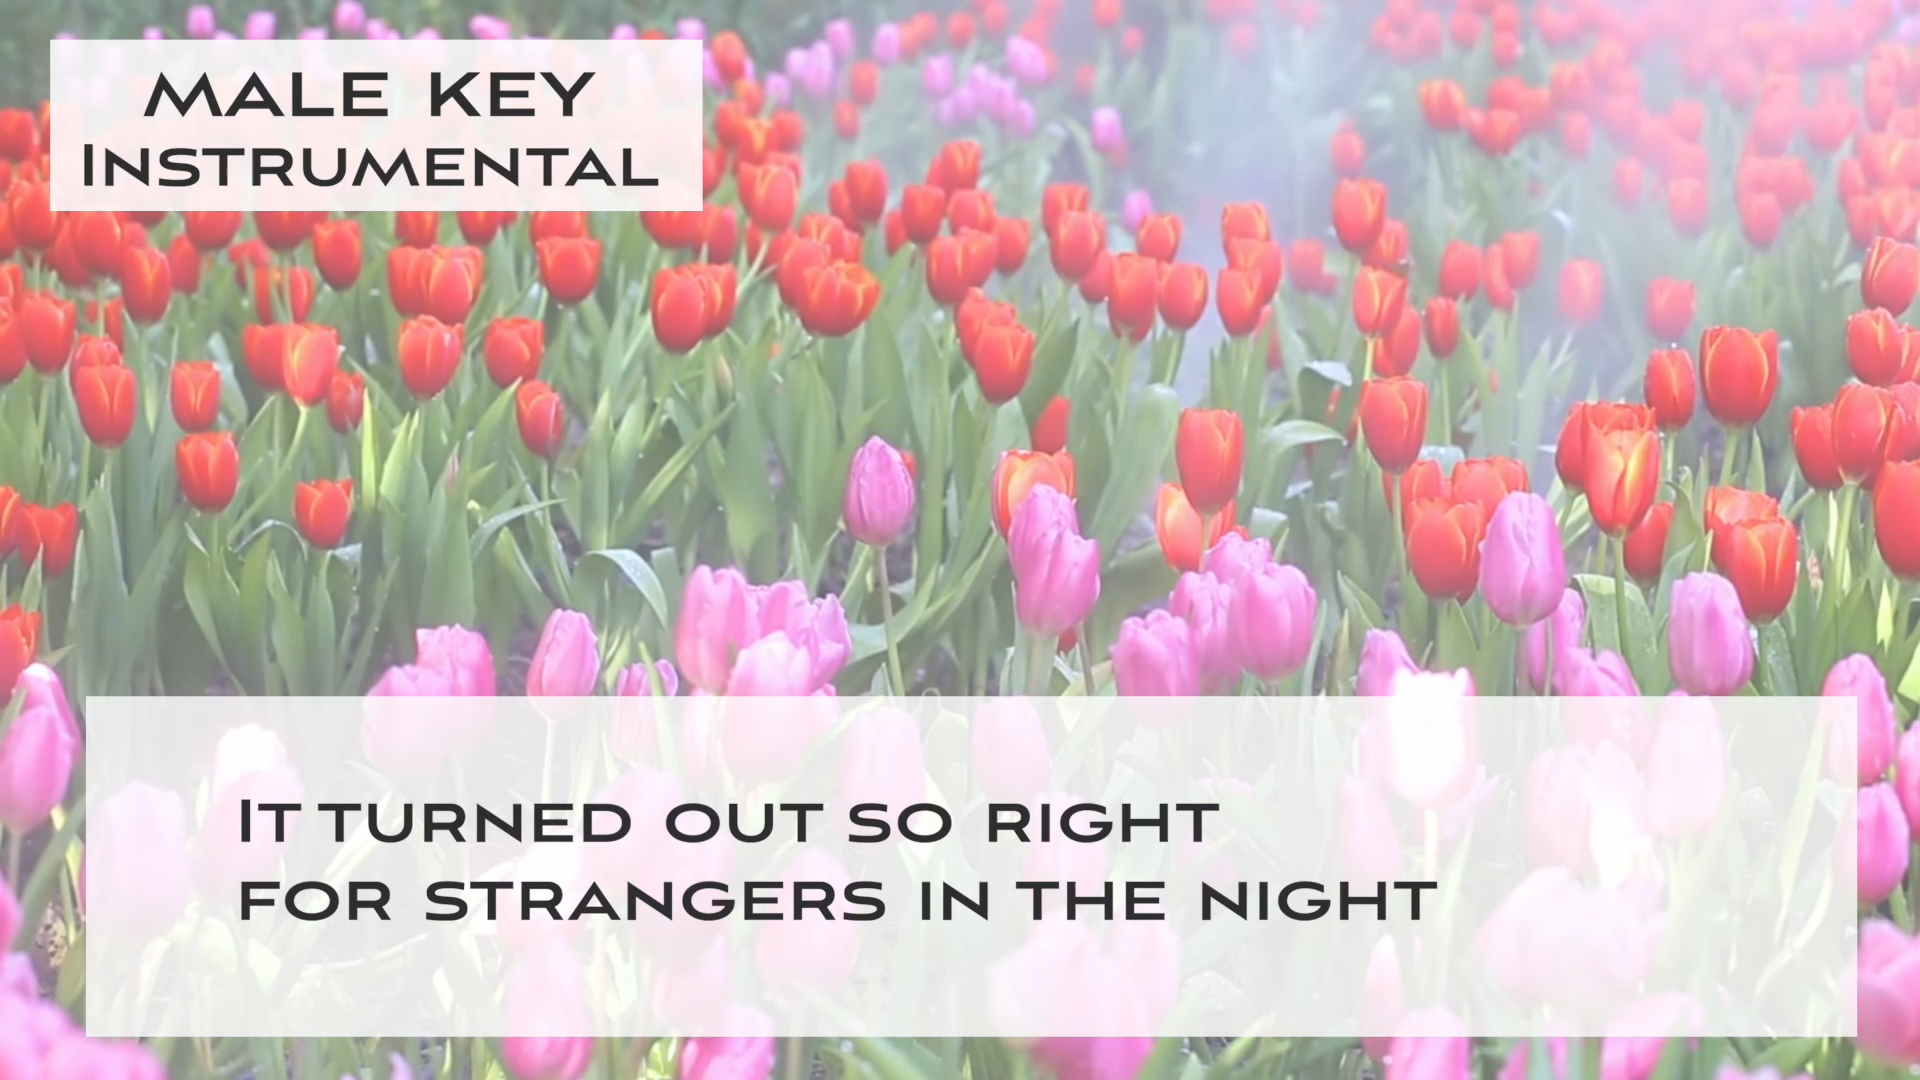 MALE KEY
INSTRUMENTAL
IT TURNED OUT SO RIGHT
FOR STRANGERS IN THE NIGHT